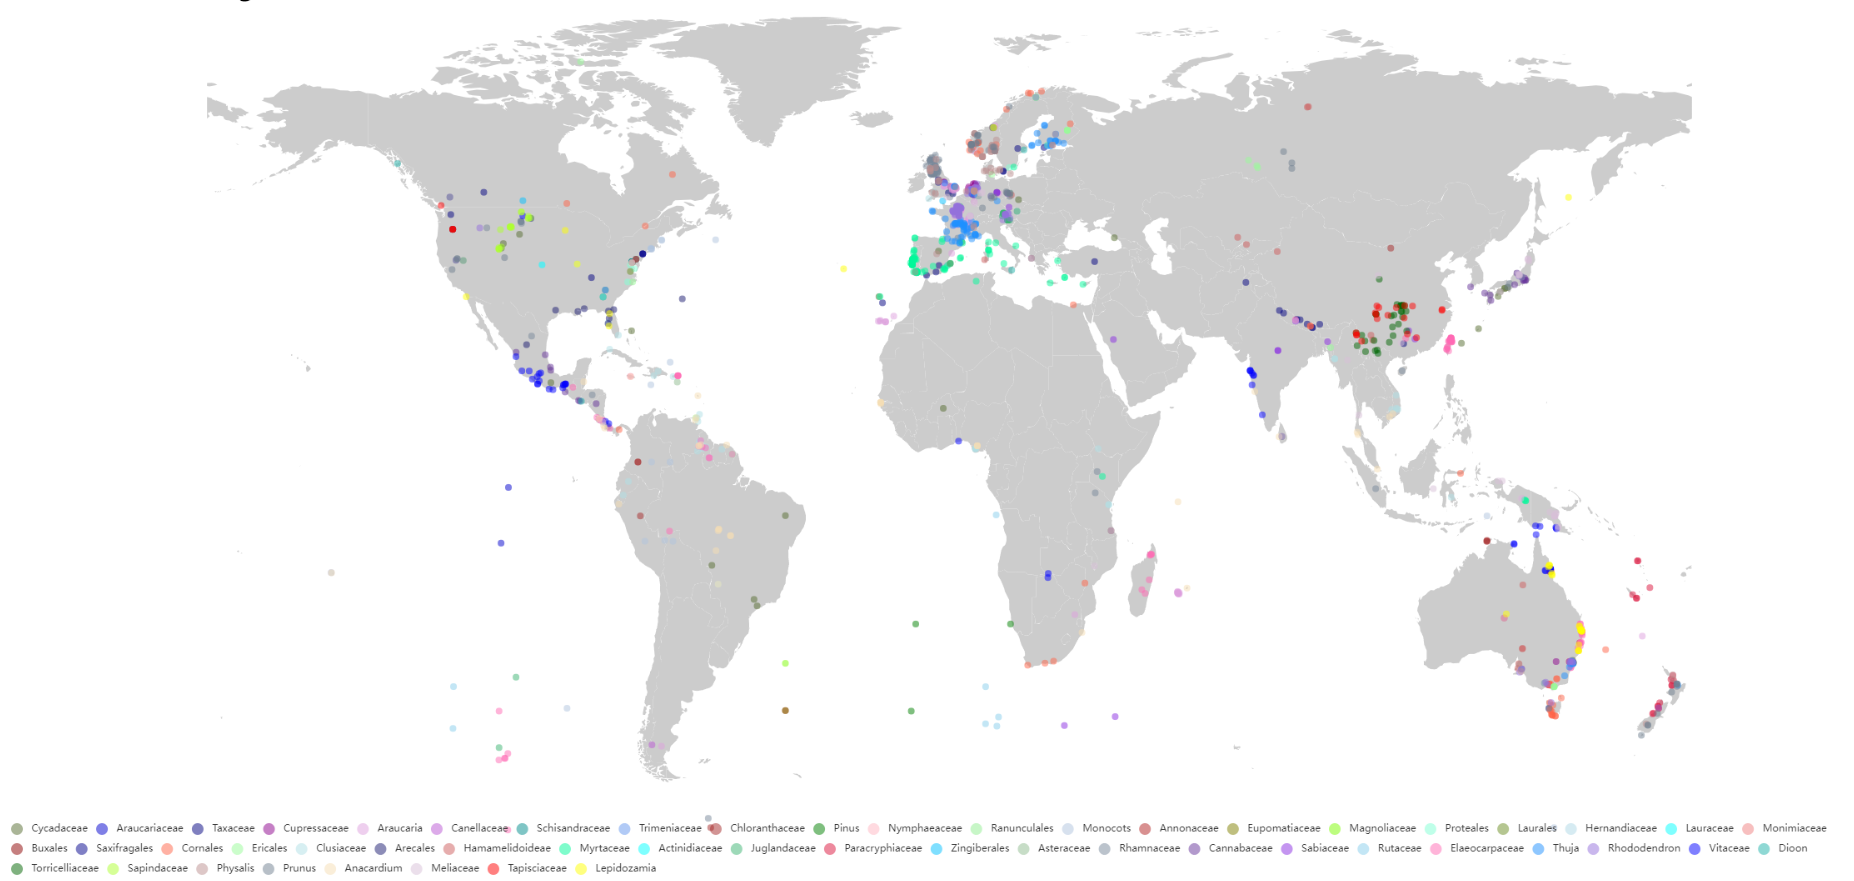 Cycadaceae Araucariaceae Taxaceae Cupressaceae Araucaria Canellaceae Schisandraceae Trimeniaceae Chloranthaceae Pinus Nymphaeaceae Ranunculales Monocots Annonaceae Eupomatiaceae Magnoliaceae Proteales Laurales Hernandiaceae Lauraceae Monimiaceae
Buxales Saxifragales Cornales Ericales Clusiaceae Arecales Hamamelidoideae Myrtaceae Actinidiaceae Juglandaceae Paracryphiaceae Zingiberales Asteraceae Rhamnaceae Cannabaceae Sabiaceae Rutaceae Elaeocarpaceae Thuja Rhododendron Vitaceae Dioon
Torricelliaceae Sapindaceae Physalis Prunus Anacardium Meliaceae Tapisciaceae Lepidozamia